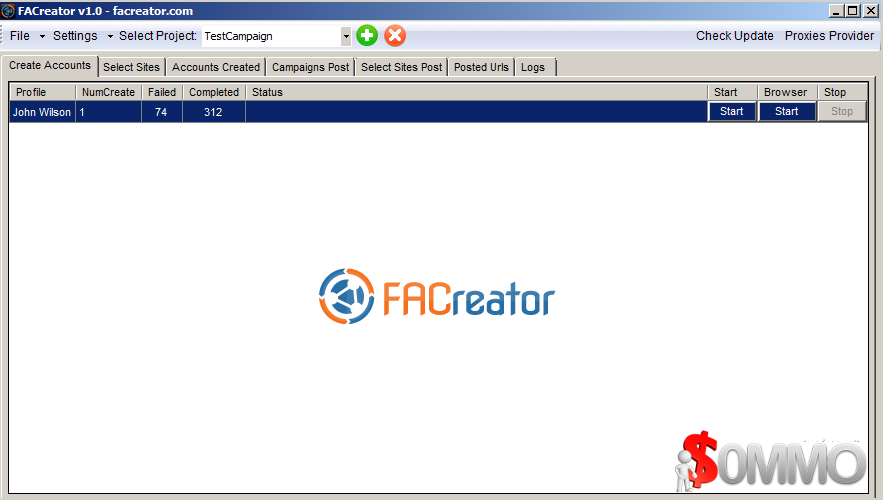 FACreator v1.0 - facreator.com
File Settings Select Project: TestCampaign Check Update Proxies Provider
Create Accounts Select Sites Accounts Created Campaigns Post Select Sites Post Posted Urls Logs
Profile NumCreate Failed Completed Status Start Browser Stop
John Wilson 1 74 312 Start Start Stop
FACreator
$OMMO